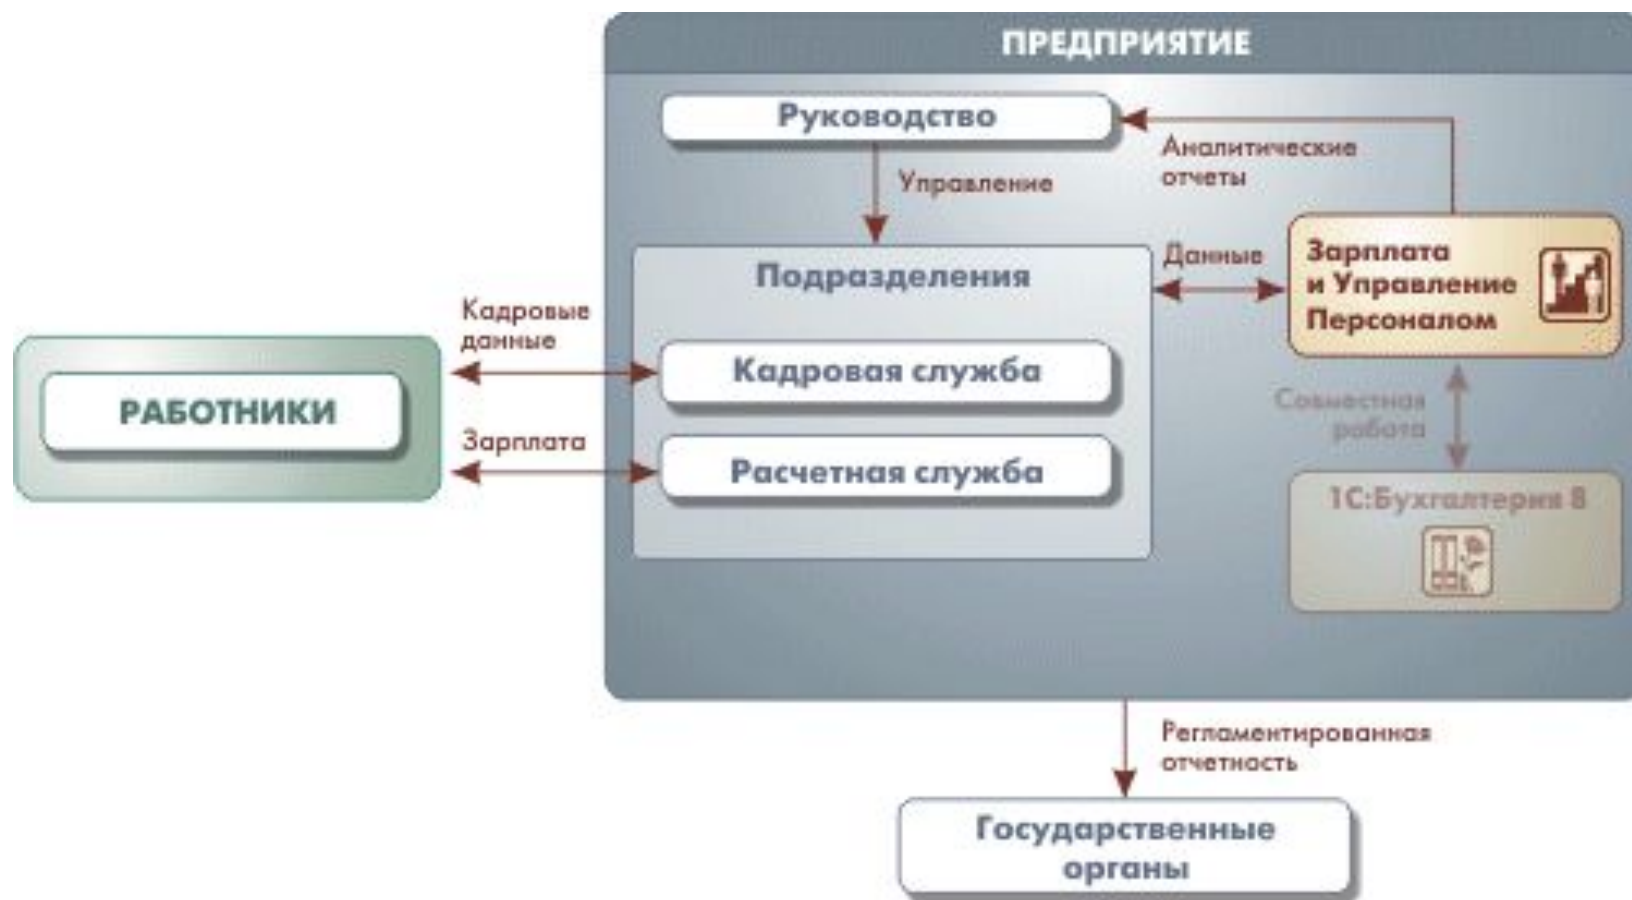 ПРЕДПРИЯТИЕ
Руководство
Аналитические
отчеты
Управление
Подразделения
Данные
Зарплата
и Управление
Персоналом
Кадровые
данные
Кадровая служба
РАБОТНИКИ
Зарплата
Расчетная служба
Совместная
работа
1С:Бухгалтерия 8
Регламентированная
отчетность
Государственные
органы